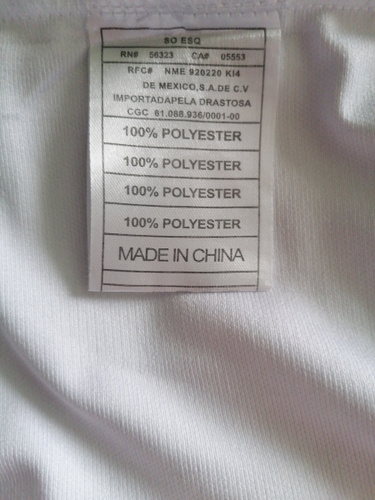 SO ESQ
RN# 56323 CA# 05553
RFC# NME 920220 KI4
DE MEXICO,S.A.DE C.V
IMPORTADAPELA DRASTOSA
CGC 61.088.936/0001-00
100% POLYESTER
100% POLYESTER
100% POLYESTER
100% POLYESTER
MADE IN CHINA